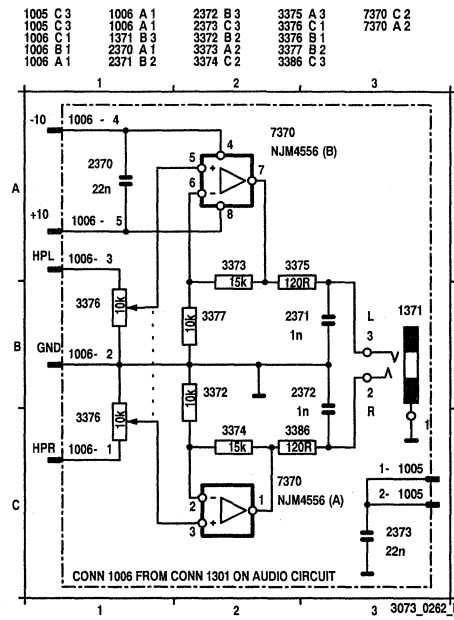 1005 C 3 1006 A 1 2372 B 3 3375 A 3 7370 C 2
1005 C 3 1006 A 1 2373 C 3 3376 C 1 7370 A 2
1006 C 1 1371 B 3 3372 B 2 3376 B 1
1006 B 1 2370 A 1 3373 A 2 3377 B 2
1006 A 1 2371 B 2 3374 C 2 3386 C 3
1 2 3
-10 1006 - 4
7370
NJM4556 (B)
4
2370
22n
5 + 7
6 -
8
A
+10 1006 - 5
HPL 1006- 3
3373 3375
15k 120R
3376
10k
3377
10k
2371
1n
L
3
1371
B
GND 1006- 2
3372
10k
2372
1n
2
R
1
3376
10k
3374 3386
15k 120R
HPR 1006- 1
7370
NJM4556 (A)
2 - 1
3 +
C
1- 1005
2- 1005
2373
22n
CONN 1006 FROM CONN 1301 ON AUDIO CIRCUIT
1 2 3 3073_0262_